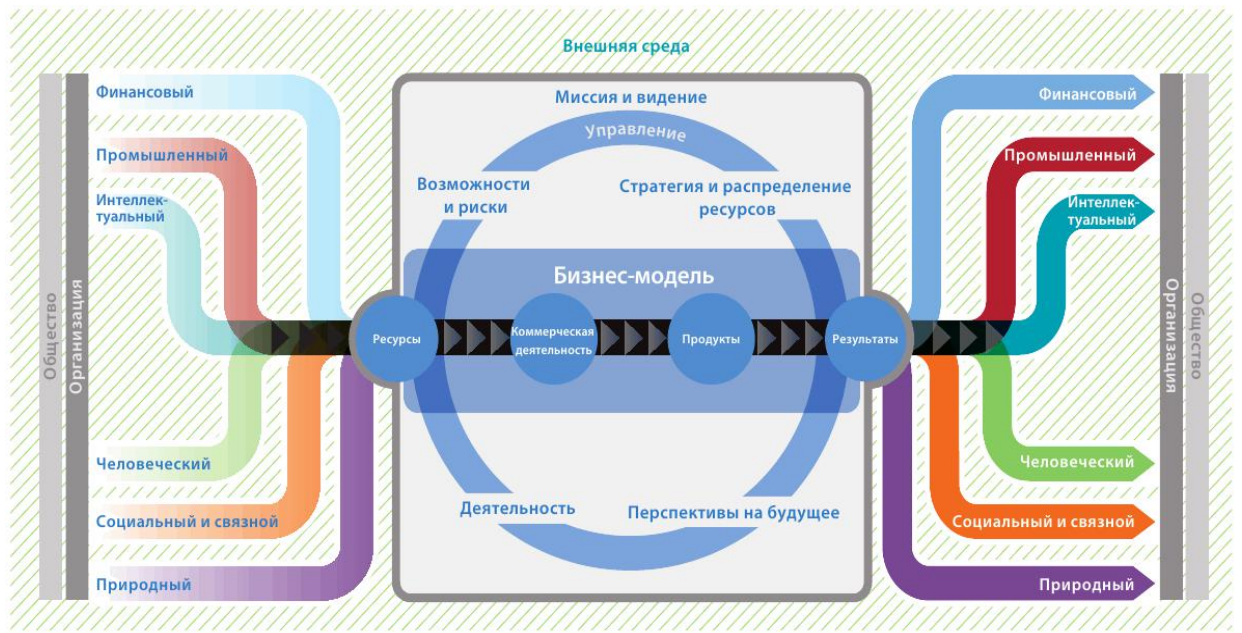 Внешняя среда
Общество
Организация
Финансовый
Промышленный
Интеллек-
туальный
Человеческий
Социальный и связной
Природный
Миссия и видение
Управление
Возможности
и риски
Стратегия и распределение
ресурсов
Бизнес-модель
Ресурсы
Коммерческая
деятельность
Продукты
Результаты
Деятельность
Перспективы на будущее
Финансовый
Промышленный
Интеллек-
туальный
Человеческий
Социальный и связной
Природный
Организация
Общество